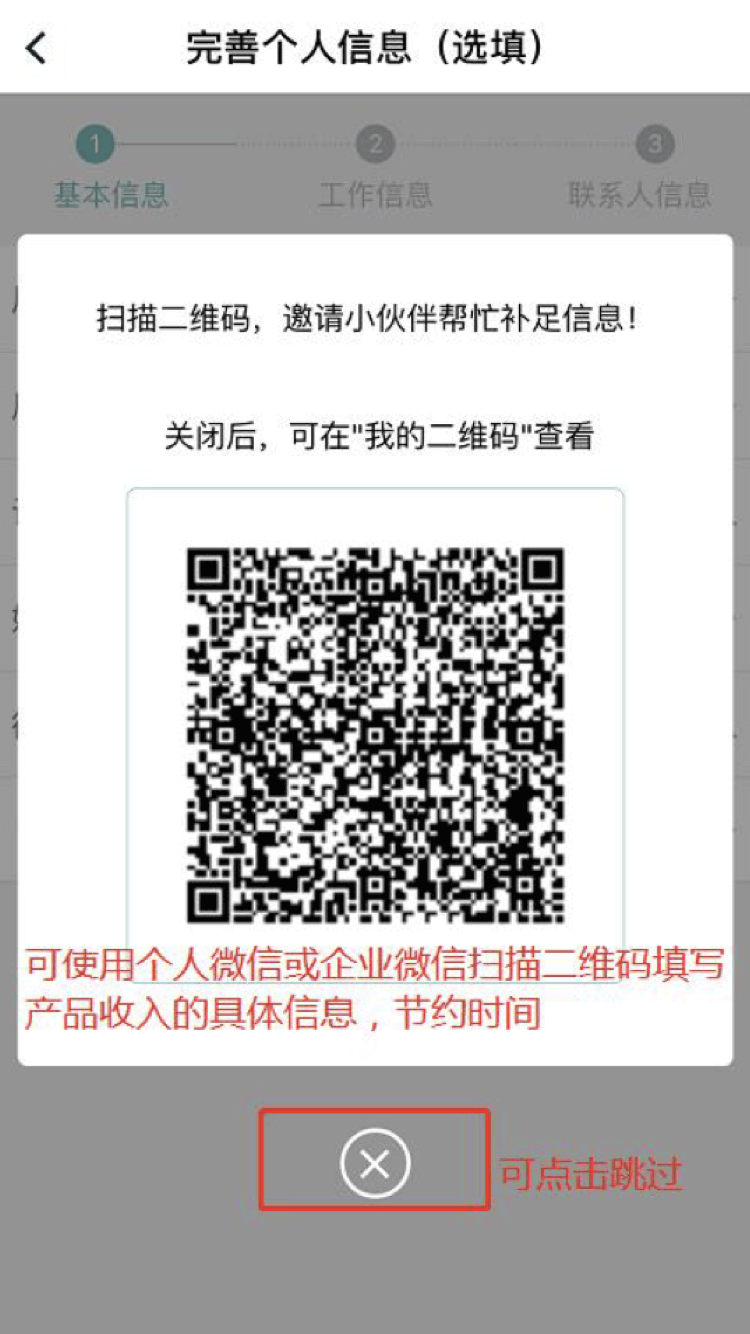 完善个人信息（选填）
1
2
3
基本信息
工作信息
联系人信息
扫描二维码，邀请小伙伴帮忙补足信息！
关闭后，可在"我的二维码"查看
可使用个人微信或企业微信扫描二维码填写
产品收入的具体信息，节约时间
可点击跳过